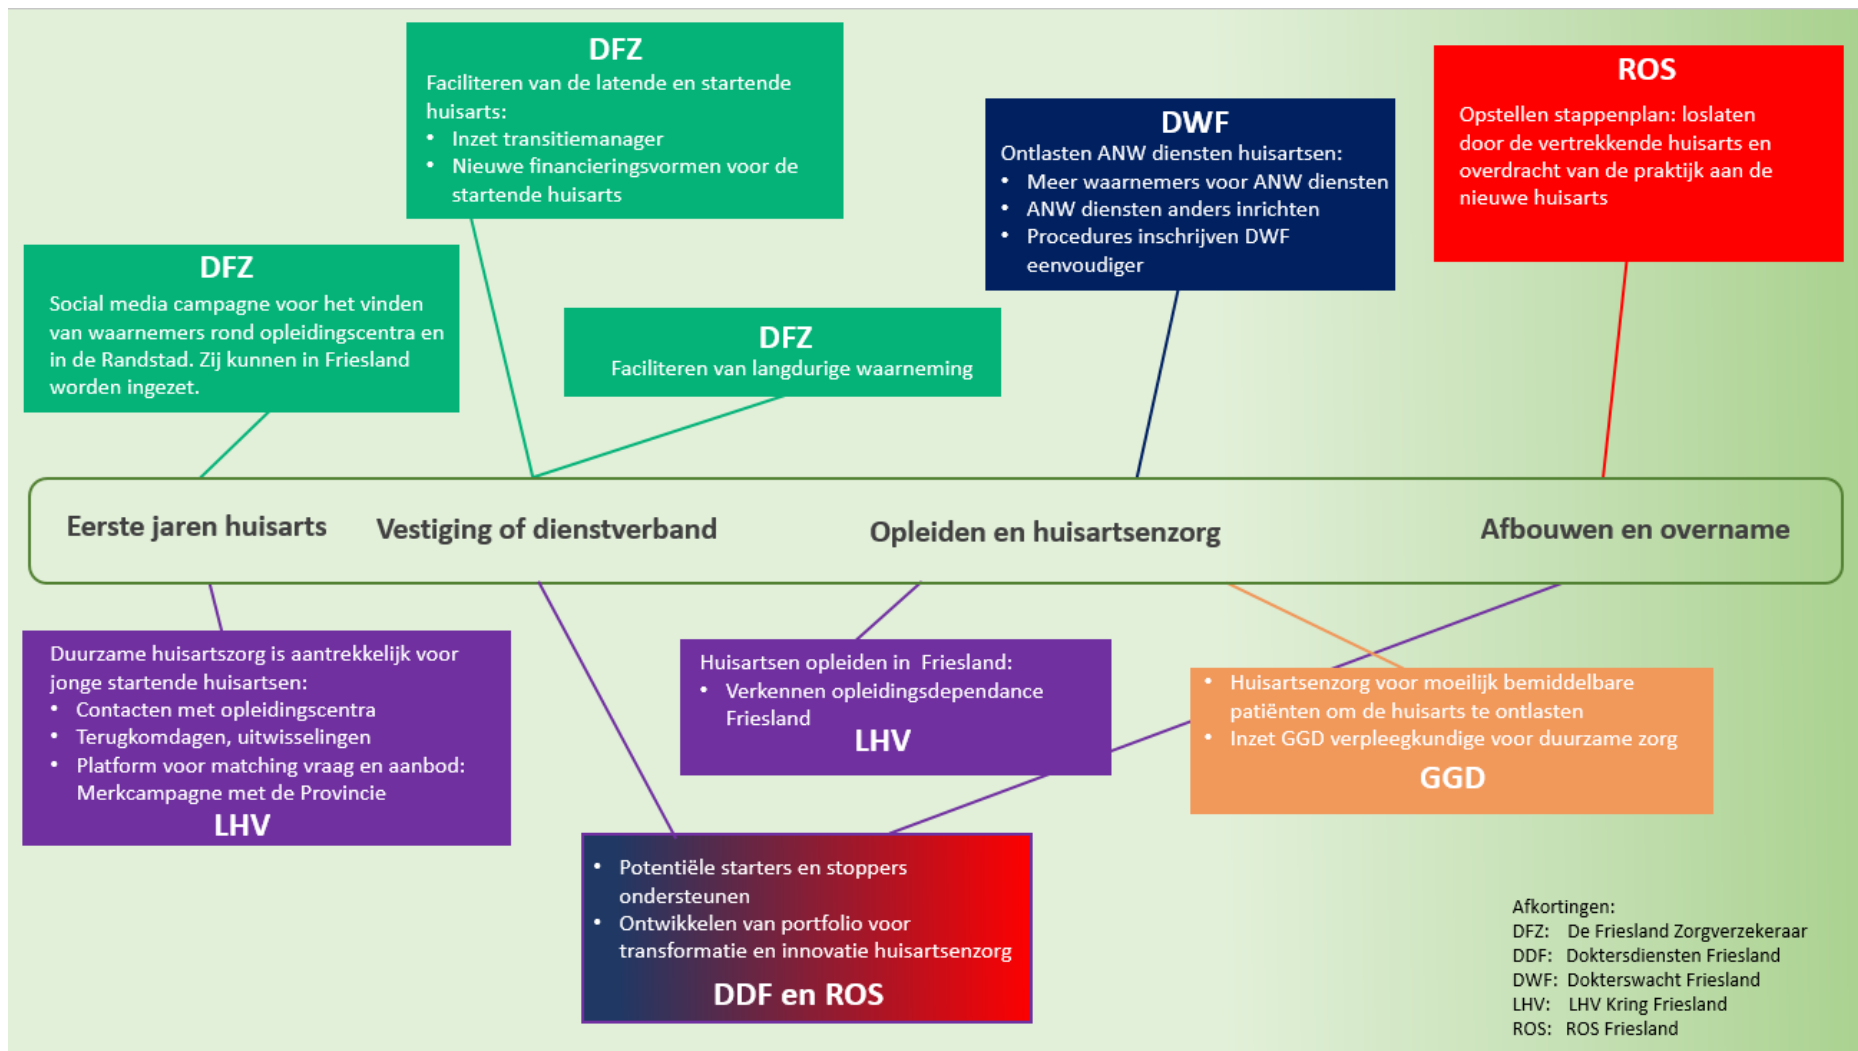 DFZ
Faciliteren van de latende en startende
huisarts:
• Inzet transitiemanager
• Nieuwe financieringsvormen voor de
startende huisarts
ROS
Opstellen stappenplan: loslaten
door de vertrekkende huisarts en
overdracht van de praktijk aan de
nieuwe huisarts
DWF
Ontlasten ANW diensten huisartsen:
• Meer waarnemers voor ANW diensten
• ANW diensten anders inrichten
• Procedures inschrijven DWF
eenvoudiger
DFZ
Social media campagne voor het vinden
van waarnemers rond opleidingscentra en
in de Randstad. Zij kunnen in Friesland
worden ingezet.
DFZ
Faciliteren van langdurige waarneming
Eerste jaren huisarts
Vestiging of dienstverband
Opleiden en huisartsenzorg
Afbouwen en overname
Duurzame huisartszorg is aantrekkelijk voor
jonge startende huisartsen:
• Contacten met opleidingscentra
• Terugkomdagen, uitwisselingen
• Platform voor matching vraag en aanbod:
Merkcampagne met de Provincie
LHV
Huisartsen opleiden in Friesland:
• Verkennen opleidingsdependance
Friesland
LHV
• Huisartsenzorg voor moeilijk bemiddelbare
patiënten om de huisarts te ontlasten
• Inzet GGD verpleegkundige voor duurzame zorg
GGD
• Potentiële starters en stoppers
ondersteunen
• Ontwikkelen van portfolio voor
transformatie en innovatie huisartsenzorg
DDF en ROS
Afkortingen:
DFZ: De Friesland Zorgverzekeraar
DDF: Doktersdiensten Friesland
DWF: Dokterswacht Friesland
LHV: LHV Kring Friesland
ROS: ROS Friesland